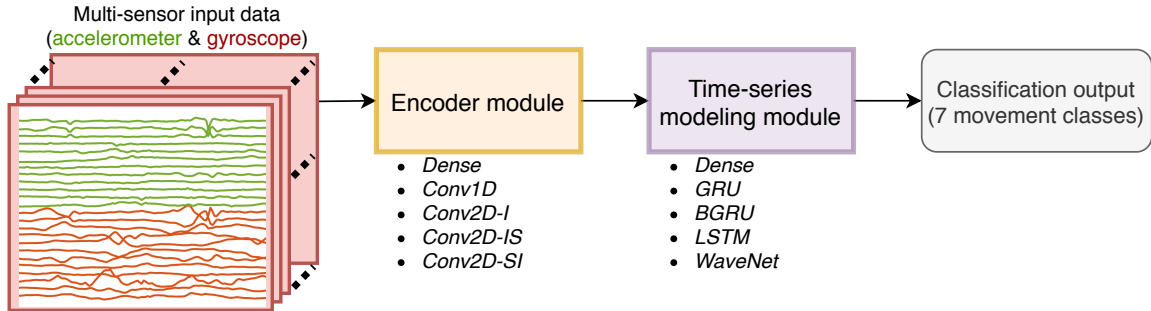 Multi-sensor input data
(accelerometer & gyroscope)
Encoder module
• Dense
• Conv1D
• Conv2D-I
• Conv2D-IS
• Conv2D-SI
Time-series
modeling module
• Dense
• GRU
• BGRU
• LSTM
• WaveNet
Classification output
(7 movement classes)